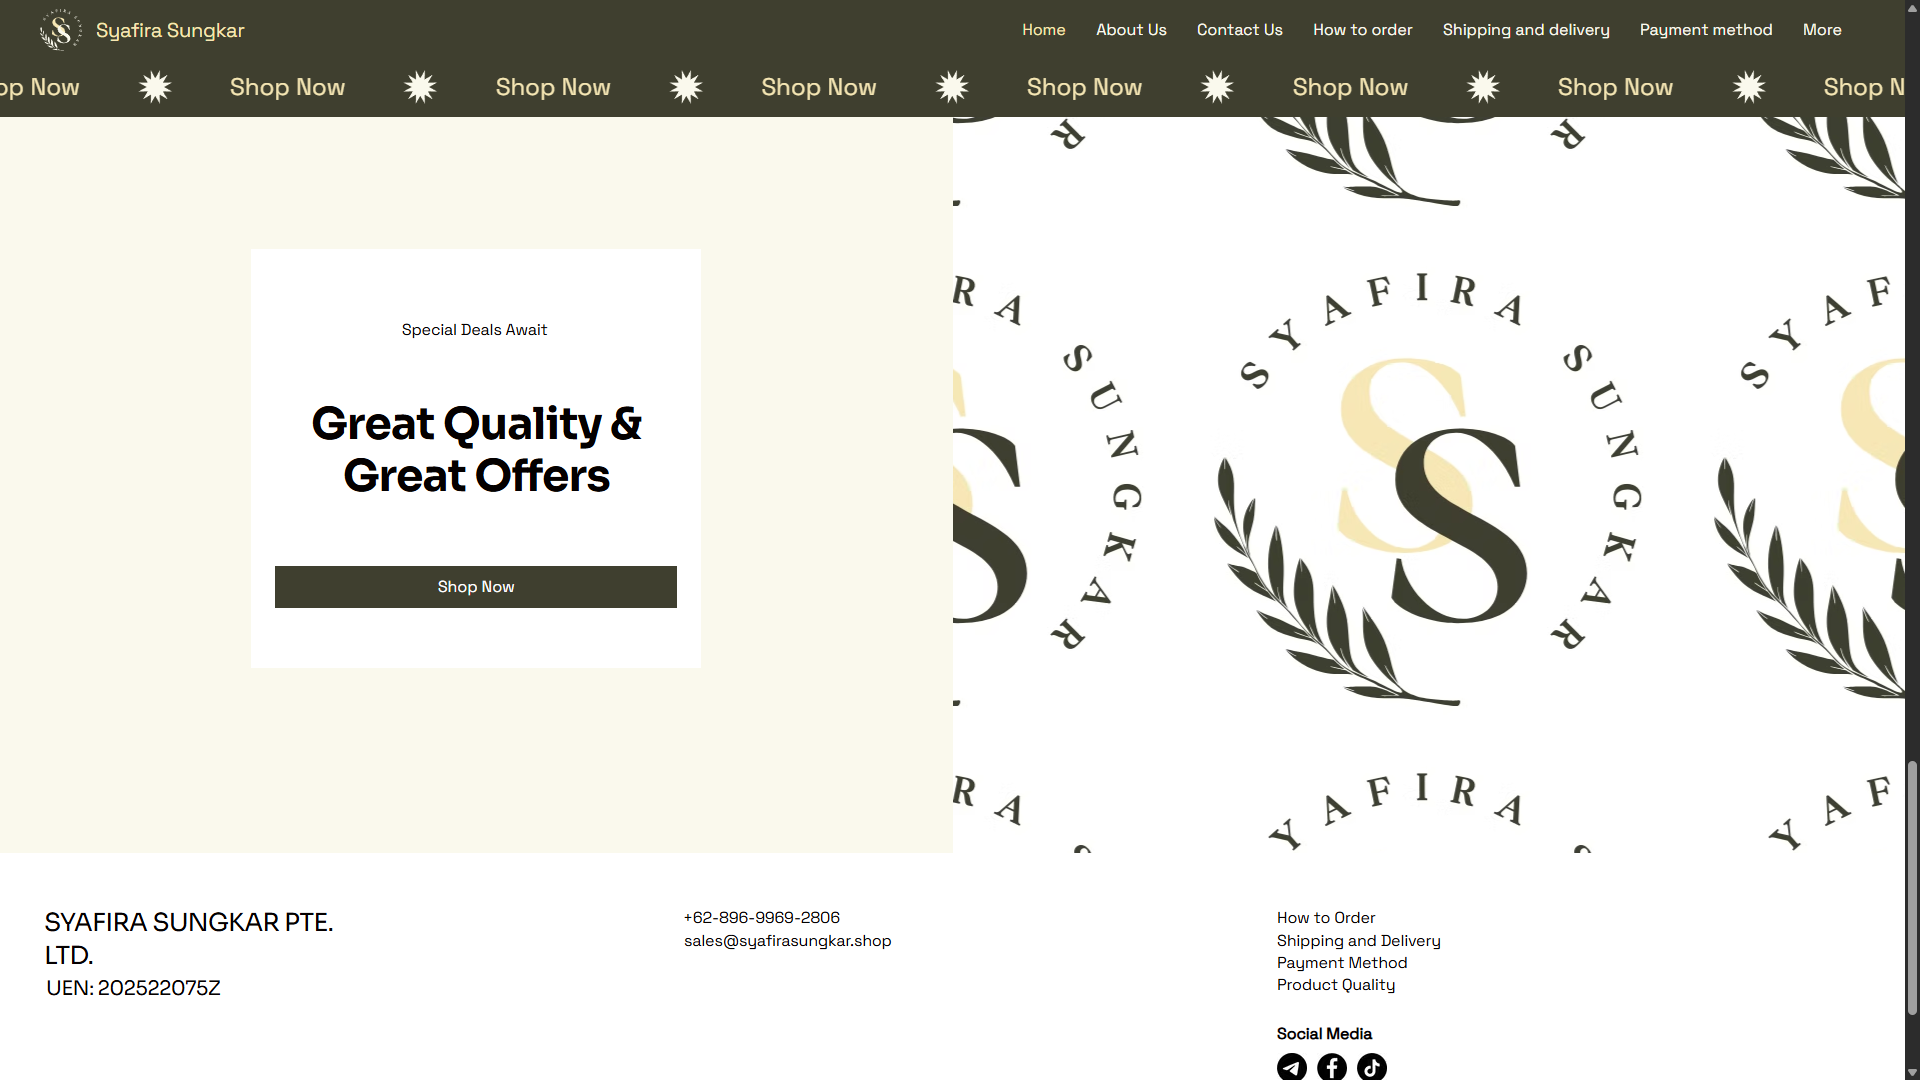 Syafira Sungkar
Home About Us Contact Us How to order Shipping and delivery Payment method More
op Now Shop Now Shop Now Shop Now Shop Now Shop Now Shop Now Shop N
Special Deals Await
Great Quality &
Great Offers
Shop Now
SYAFIRA SUNGKAR
SS
SYAFIRA SUNGKAR PTE.
LTD.
UEN: 202522075Z
+62-896-9969-2806
sales@syafirasungkar.shop
How to Order
Shipping and Delivery
Payment Method
Product Quality
Social Media